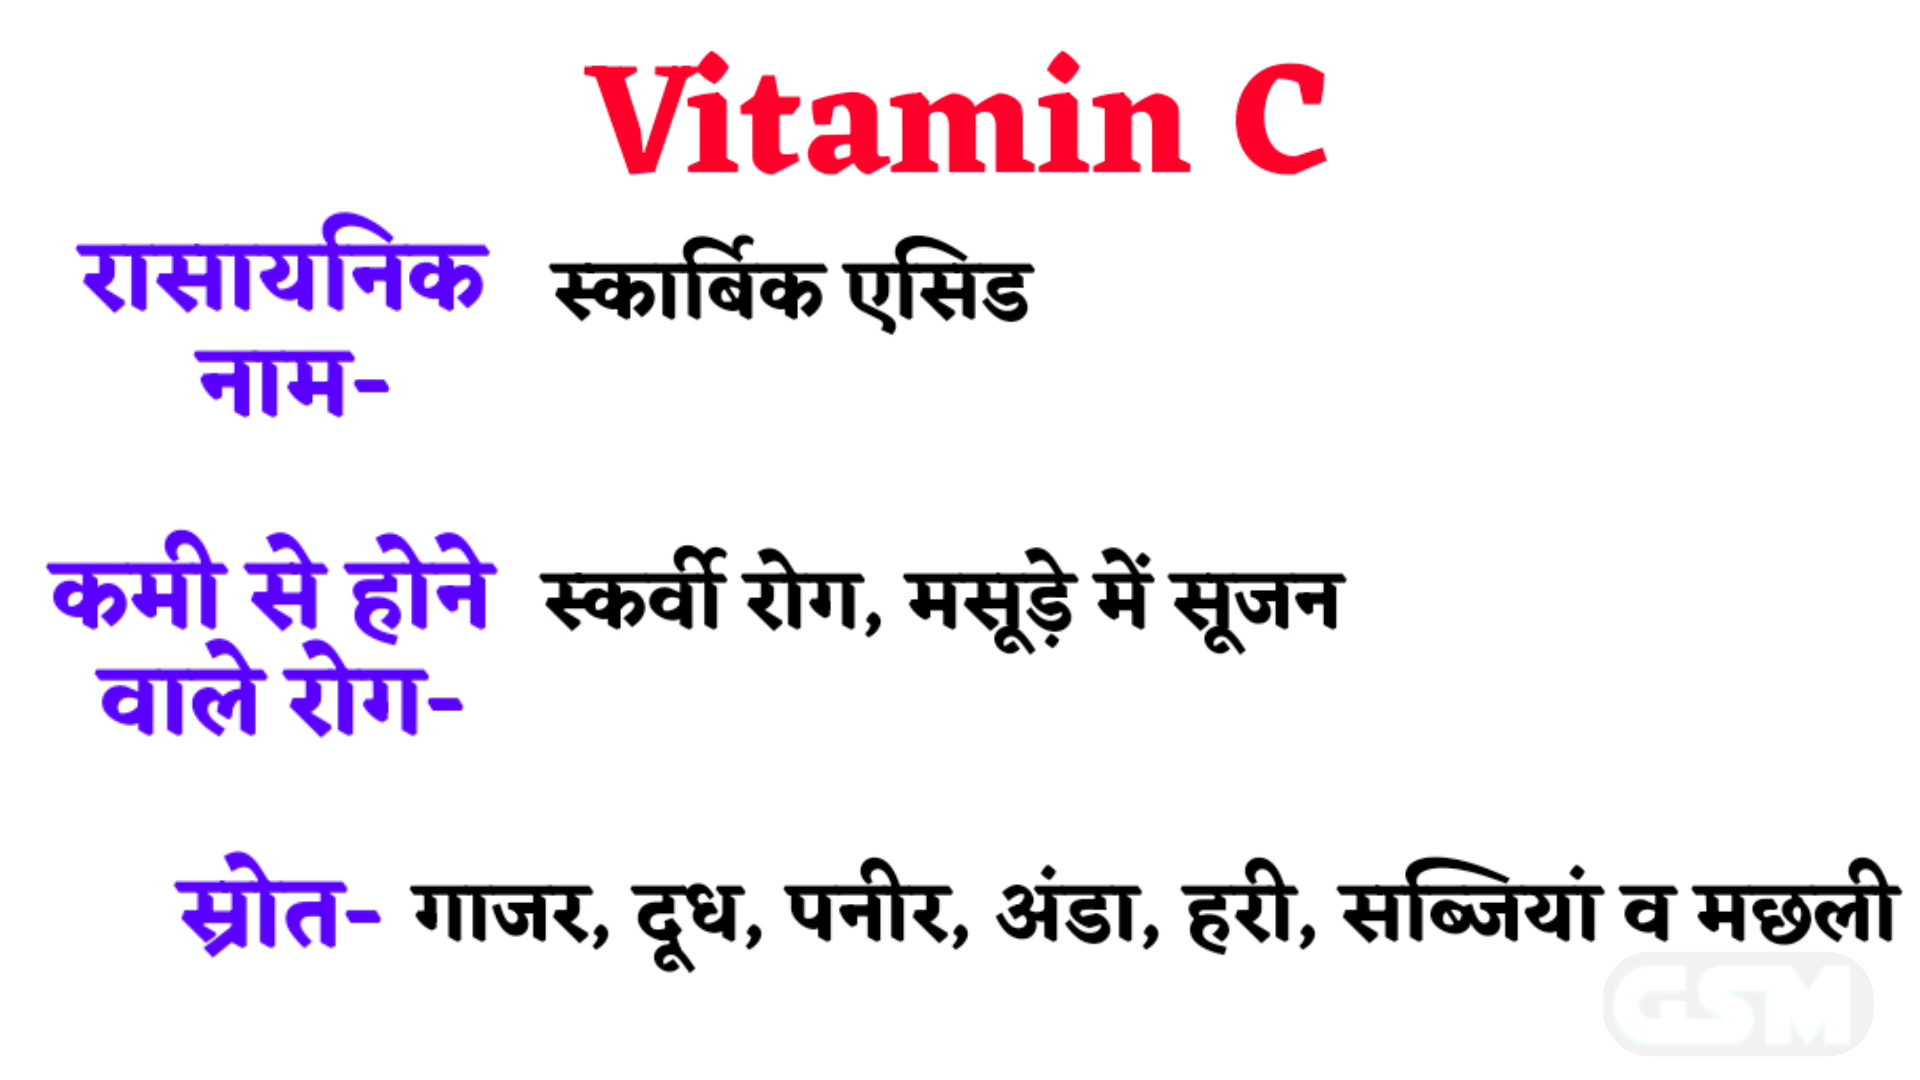 Vitamin C
रासायनिक स्कार्बिक एसिड
नाम-
कमी से होने स्कर्वी रोग, मसूड़े में सूजन
वाले रोग-
स्रोत- गाजर, दूध, पनीर, अंडा, हरी, सब्जियां व मछली
GSM